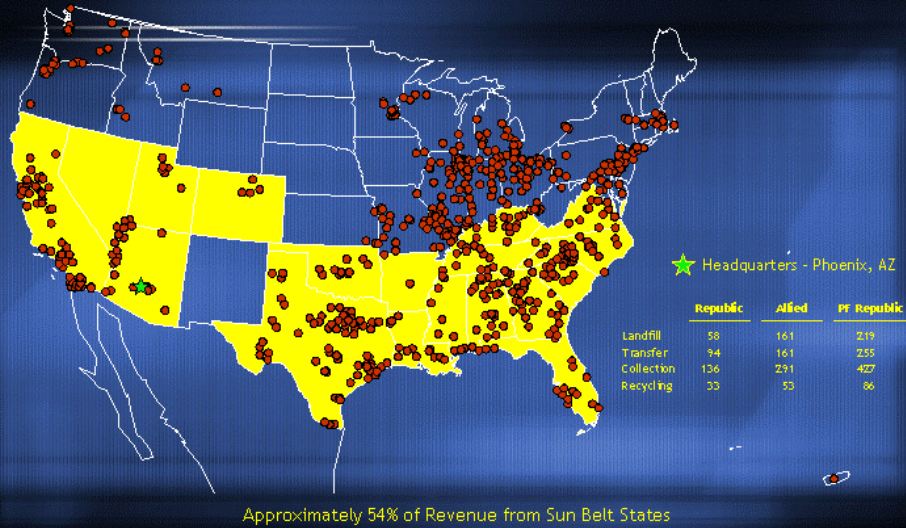 Headquarters - Phoenix, AZ
Republic Allied PF Republic
Landfill 58 161 219
Transfer 94 161 255
Collection 136 291 427
Recycling 33 53 86
Approximately 54% of Revenue from Sun Belt States